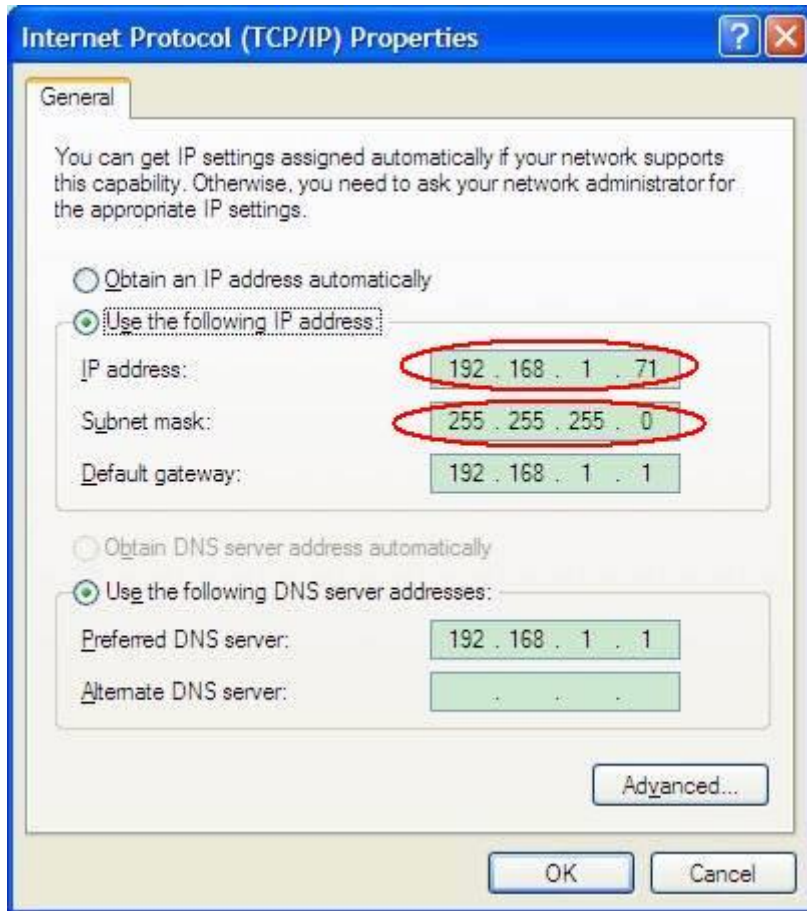 Internet Protocol (TCP/IP) Properties
General
You can get IP settings assigned automatically if your network supports
this capability. Otherwise, you need to ask your network administrator for
the appropriate IP settings.
Obtain an IP address automatically
Use the following IP address:
IP address: 192 . 168 . 1 . 71
Subnet mask: 255 . 255 . 255 . 0
Default gateway: 192 . 168 . 1 . 1
Obtain DNS server address automatically
Use the following DNS server addresses:
Preferred DNS server: 192 . 168 . 1 . 1
Alternate DNS server: . . .
Advanced...
OK Cancel